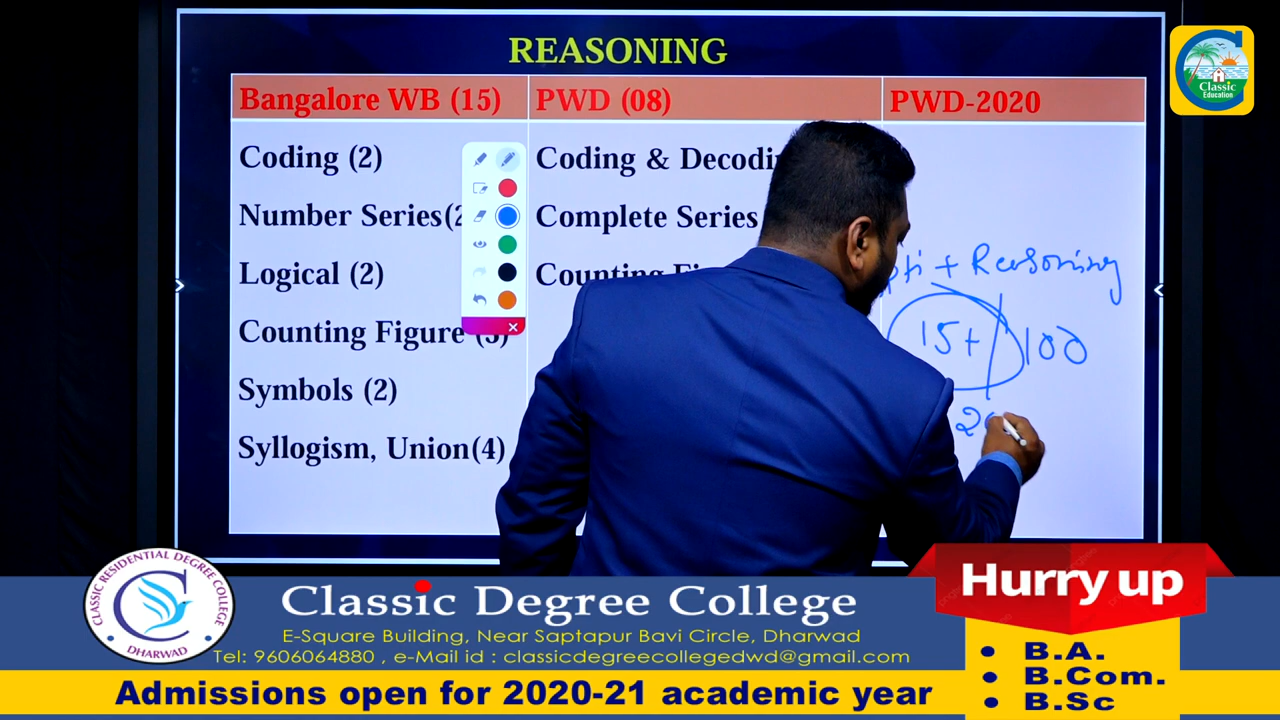 REASONING
Bangalore WB (15) PWD (08) PWD-2020
Coding (2) Coding &
Number Series Complete Series
Logical (2) Counting
Counting Figure
Symbols (2)
Syllogism, Union(4)
+ Reasoning
15+ 100
Classic
Education
CLASSIC RESIDENTIAL DEGREE COLLEGE
DHARWAD
Classic Degree College
E-Square Building, Near Saptapur Bavi Circle, Dharwad
Tel: 9606064880 , e-Mail id : classicdegreecollegedwd@gmail.com
Admissions open for 2020-21 academic year
Hurry up
• B.A.
• B.Com.
• B.Sc